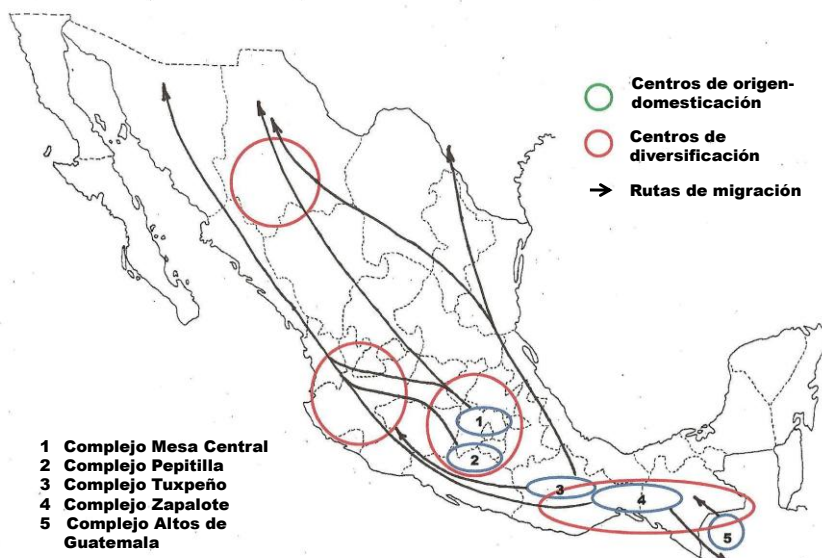 Centros de origen-
domesticación
Centros de
diversificación
Rutas de migración
1
2
3
4
5
1 Complejo Mesa Central
2 Complejo Pepitilla
3 Complejo Tuxpeño
4 Complejo Zapalote
5 Complejo Altos de
Guatemala